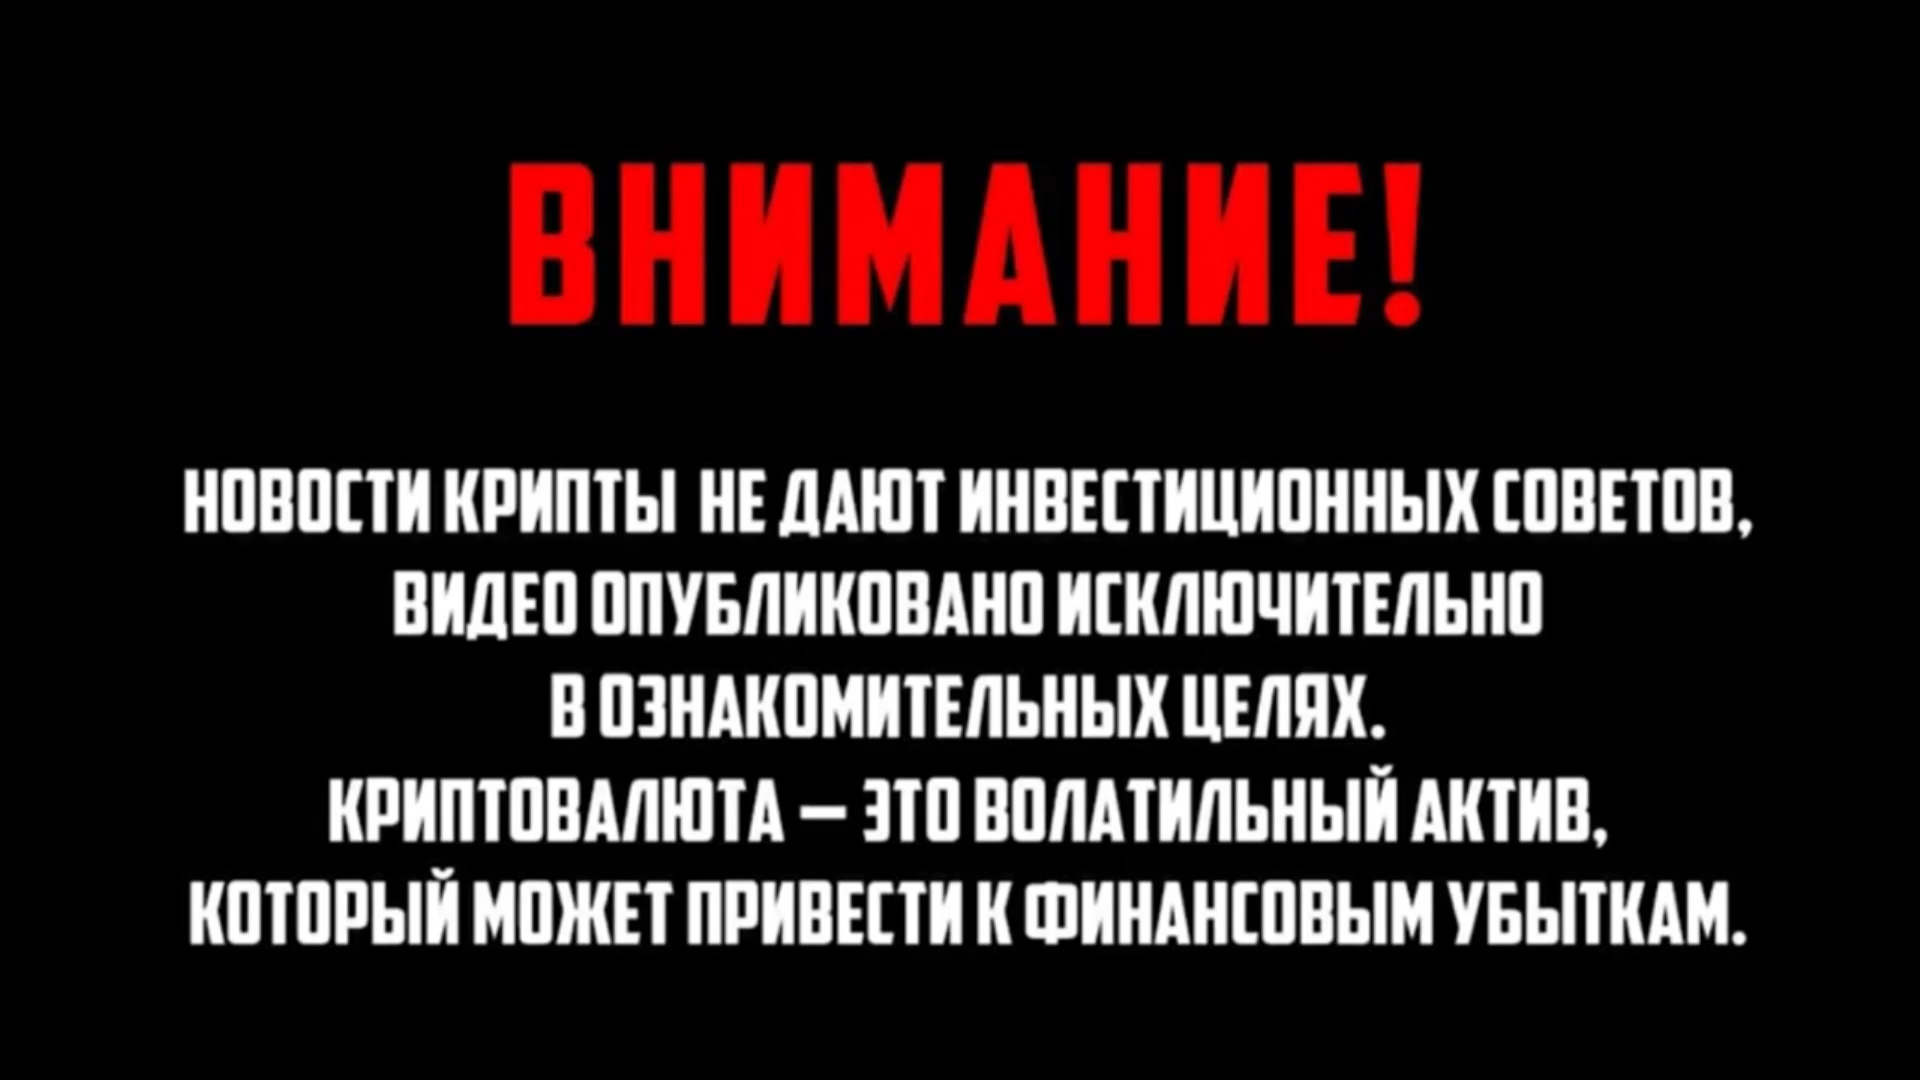 ВНИМАНИЕ!
НОВОСТИ КРИПТЫ НЕ ДАЮТ ИНВЕСТИЦИОННЫХ СОВЕТОВ,
ВИДЕО ОПУБЛИКОВАНО ИСКЛЮЧИТЕЛЬНО
В ОЗНАКОМИТЕЛЬНЫХ ЦЕЛЯХ.
КРИПТОВАЛЮТА – ЭТО ВОЛАТИЛЬНЫЙ АКТИВ,
КОТОРЫЙ МОЖЕТ ПРИВЕСТИ К ФИНАНСОВЫМ УБЫТКАМ.